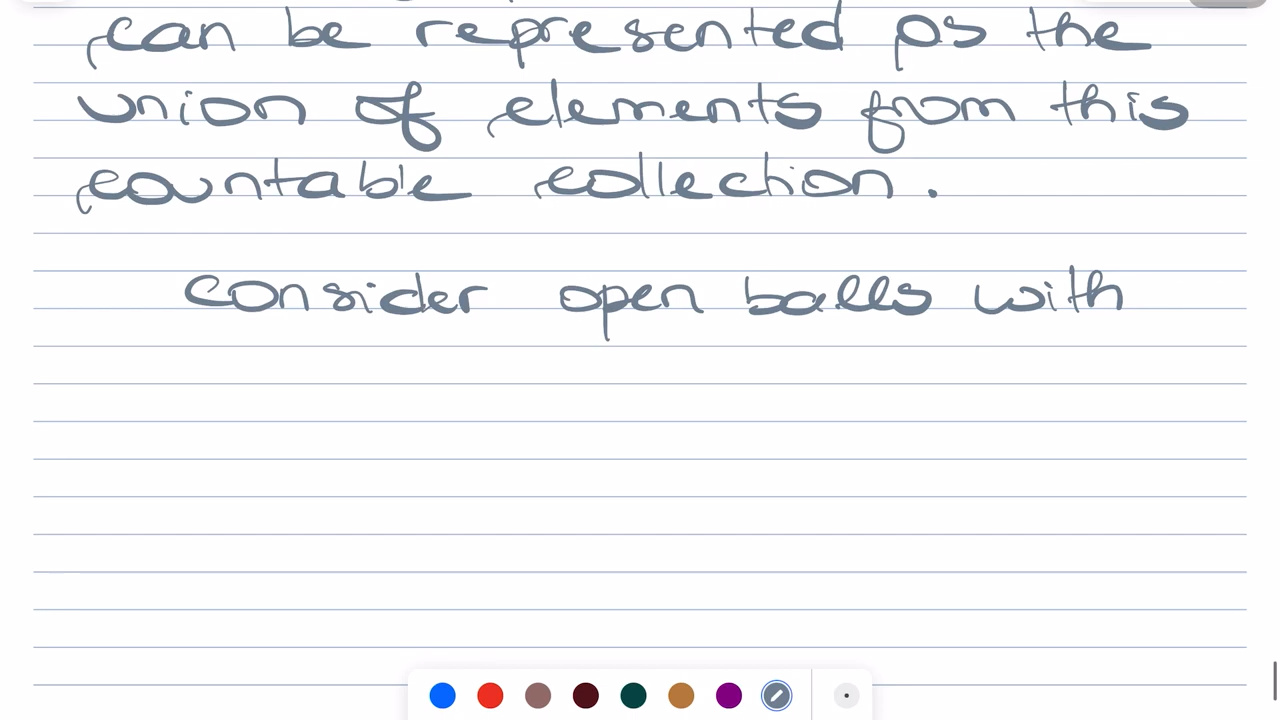 can be represented as the
union of elements from this
countable collection.
consider open balls with